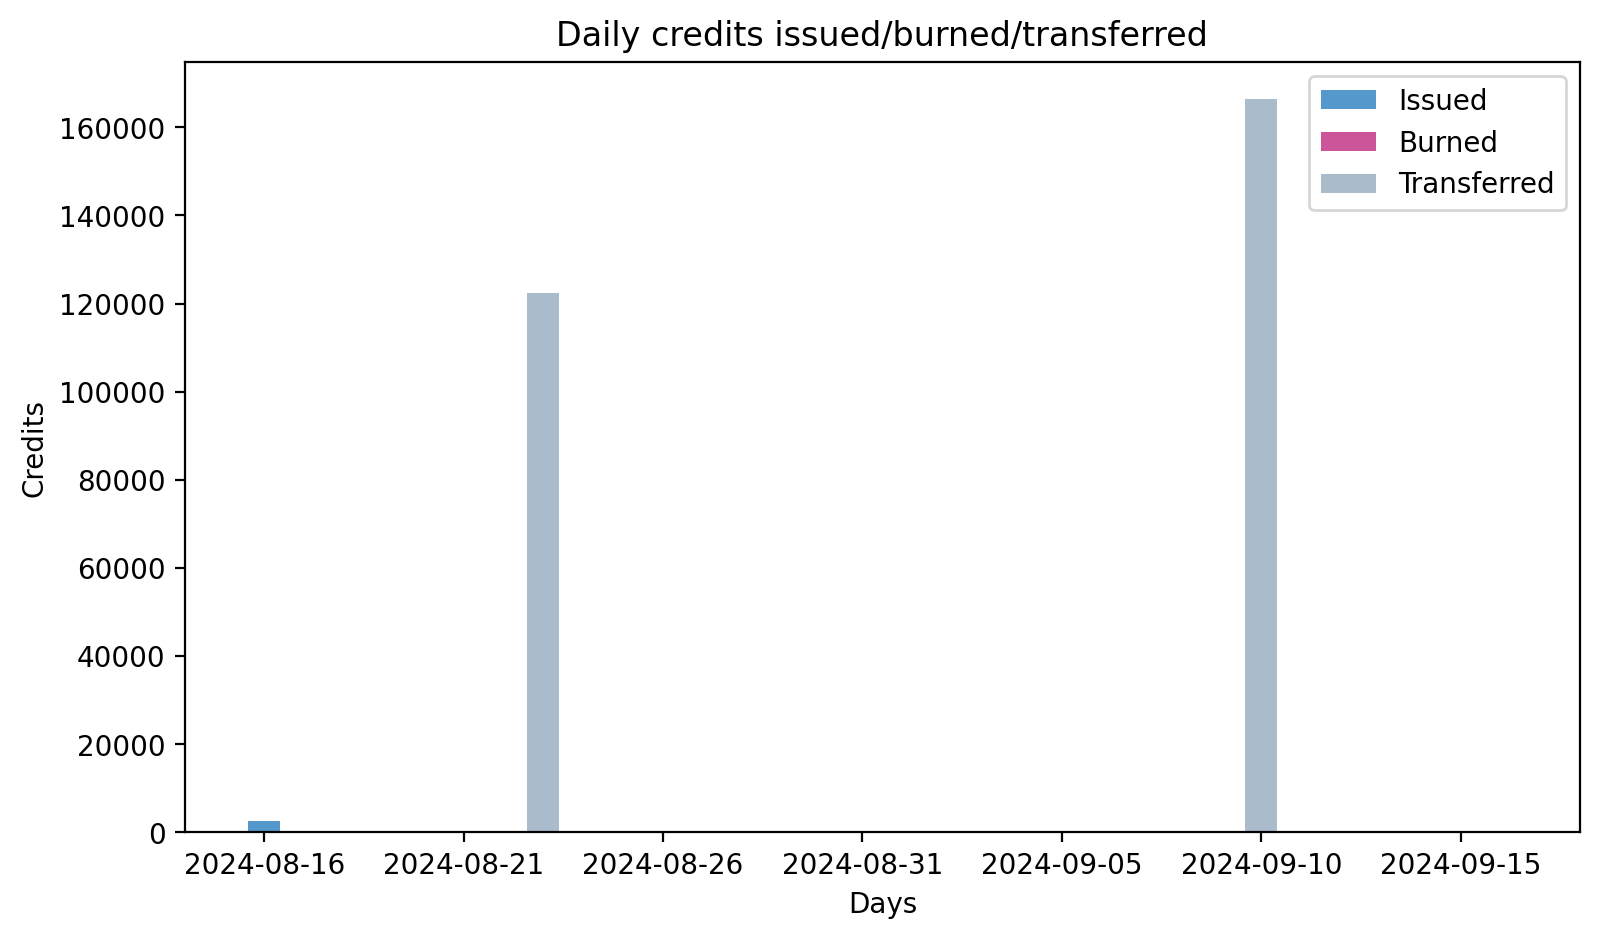 Daily credits issued/burned/transferred
Issued
Burned
Transferred
Credits
160000
140000
120000
100000
80000
60000
40000
20000
0
2024-08-16 2024-08-21 2024-08-26 2024-08-31 2024-09-05 2024-09-10 2024-09-15
Days